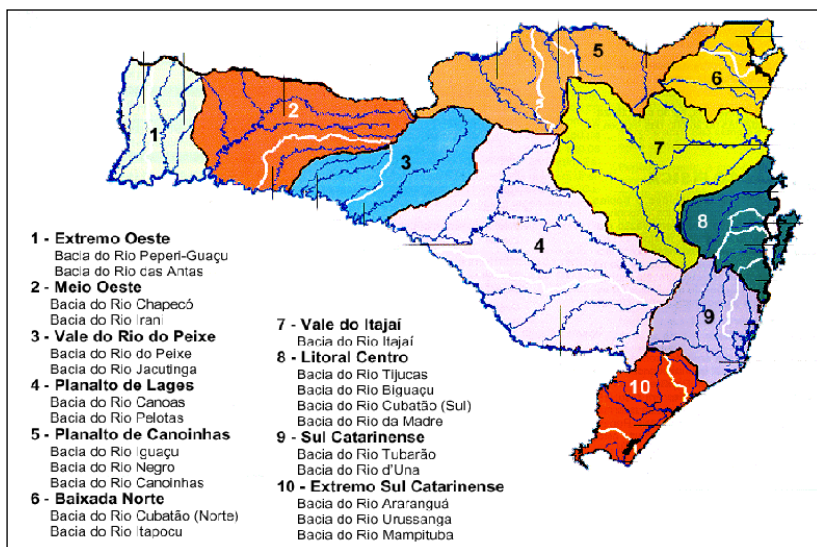 5
6
2
1
7
3
8
4
9
10
1 - Extremo Oeste
Bacia do Rio Peperi-Guaçu
Bacia do Rio das Antas
2 - Meio Oeste
Bacia do Rio Chapecó
Bacia do Rio Irani
3 - Vale do Rio do Peixe
Bacia do Rio do Peixe
Bacia do Rio Jacutinga
4 - Planalto de Lages
Bacia do Rio Canoas
Bacia do Rio Pelotas
5 - Planalto de Canoinhas
Bacia do Rio Iguaçu
Bacia do Rio Negro
Bacia do Rio Canoinhas
6 - Baixada Norte
Bacia do Rio Cubatão (Norte)
Bacia do Rio Itapocu
7 - Vale do Itajaí
Bacia do Rio Itajaí
8 - Litoral Centro
Bacia do Rio Tijucas
Bacia do Rio Biguaçu
Bacia do Rio Cubatão (Sul)
Bacia do Rio da Madre
9 - Sul Catarinense
Bacia do Rio Tubarão
Bacia do Rio d'Una
10 - Extremo Sul Catarinense
Bacia do Rio Araranguá
Bacia do Rio Urussanga
Bacia do Rio Mampituba